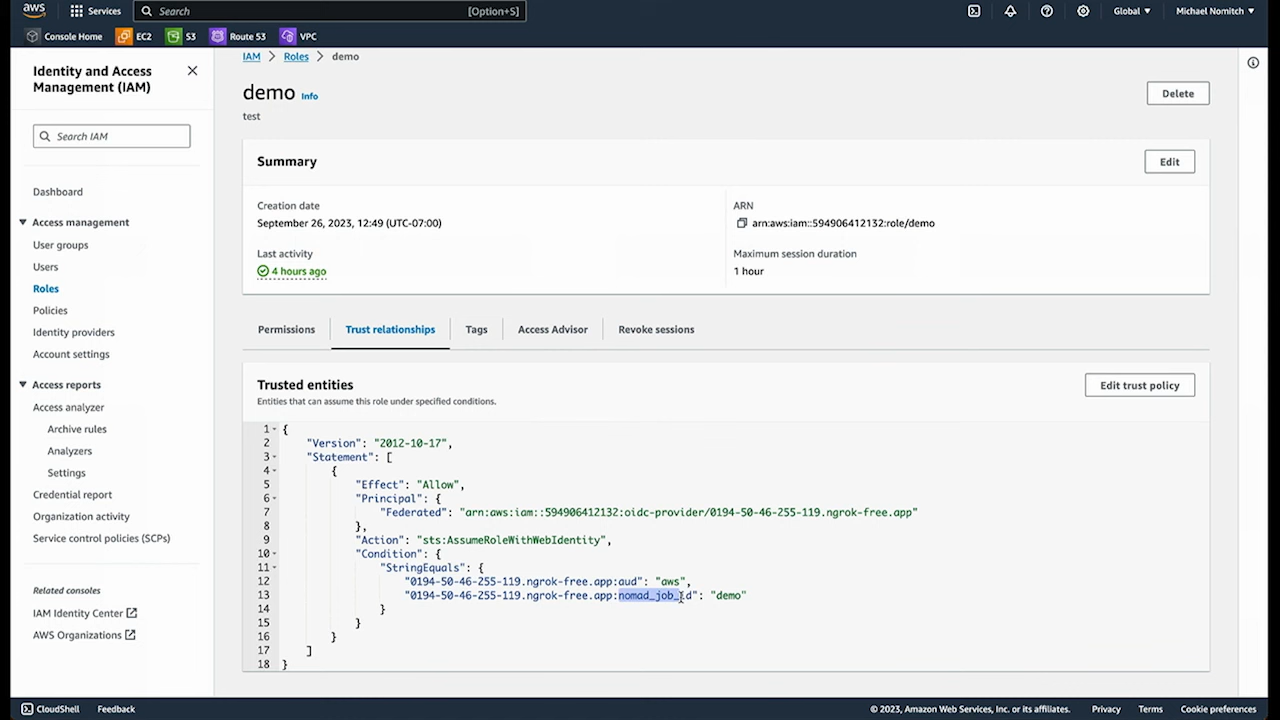 aws Services Search [Option+S] Global Michael Nomitch
Console Home EC2 S3 Route 53 VPC
Identity and Access
Management (IAM)
Search IAM
Dashboard
Access management
User groups
Users
Roles
Policies
Identity providers
Account settings
Access reports
Access analyzer
Archive rules
Analyzers
Settings
Credential report
Organization activity
Service control policies (SCPs)
Related consoles
IAM Identity Center
AWS Organizations
IAM > Roles > demo
demo Info
Delete
test
Summary
Edit
Creation date
September 26, 2023, 12:49 (UTC-07:00)
ARN
arn:aws:iam::594906412132:role/demo
Last activity
4 hours ago
Maximum session duration
1 hour
Permissions Trust relationships Tags Access Advisor Revoke sessions
Trusted entities
Entities that can assume this role under specified conditions.
Edit trust policy
1 {
2 "Version": "2012-10-17",
3 "Statement": [
4 {
5 "Effect": "Allow",
6 "Principal": {
7 "Federated": "arn:aws:iam::594906412132:oidc-provider/0194-50-46-255-119.ngrok-free.app"
8 },
9 "Action": "sts:AssumeRoleWithWebIdentity",
10 "Condition": {
11 "StringEquals": {
12 "0194-50-46-255-119.ngrok-free.app:aud": "aws",
13 "0194-50-46-255-119.ngrok-free.app:nomad_job_id": "demo"
14 }
15 }
16 }
17 ]
18 }
CloudShell Feedback © 2023, Amazon Web Services, Inc. or its affiliates. Privacy Terms Cookie preferences